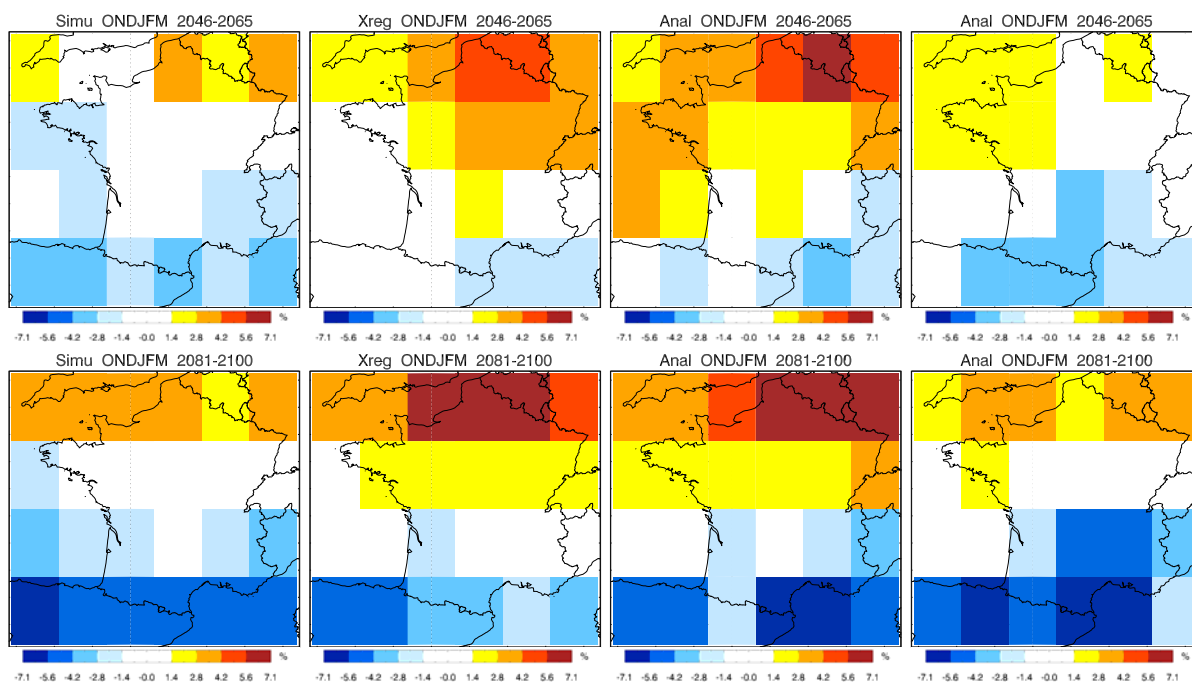 Simu ONDJFM 2046-2065
Xreg ONDJFM 2046-2065
Anal ONDJFM 2046-2065
Anal ONDJFM 2046-2065
%
-7.1 -5.6 -4.2 -2.8 -1.4 -0.0 1.4 2.8 4.2 5.6 7.1
%
-7.1 -5.6 -4.2 -2.8 -1.4 -0.0 1.4 2.8 4.2 5.6 7.1
%
-7.1 -5.6 -4.2 -2.8 -1.4 -0.0 1.4 2.8 4.2 5.6 7.1
%
-7.1 -5.6 -4.2 -2.8 -1.4 -0.0 1.4 2.8 4.2 5.6 7.1
Simu ONDJFM 2081-2100
Xreg ONDJFM 2081-2100
Anal ONDJFM 2081-2100
Anal ONDJFM 2081-2100
%
-7.1 -5.6 -4.2 -2.8 -1.4 -0.0 1.4 2.8 4.2 5.6 7.1
%
-7.1 -5.6 -4.2 -2.8 -1.4 -0.0 1.4 2.8 4.2 5.6 7.1
%
-7.1 -5.6 -4.2 -2.8 -1.4 -0.0 1.4 2.8 4.2 5.6 7.1
%
-7.1 -5.6 -4.2 -2.8 -1.4 -0.0 1.4 2.8 4.2 5.6 7.1